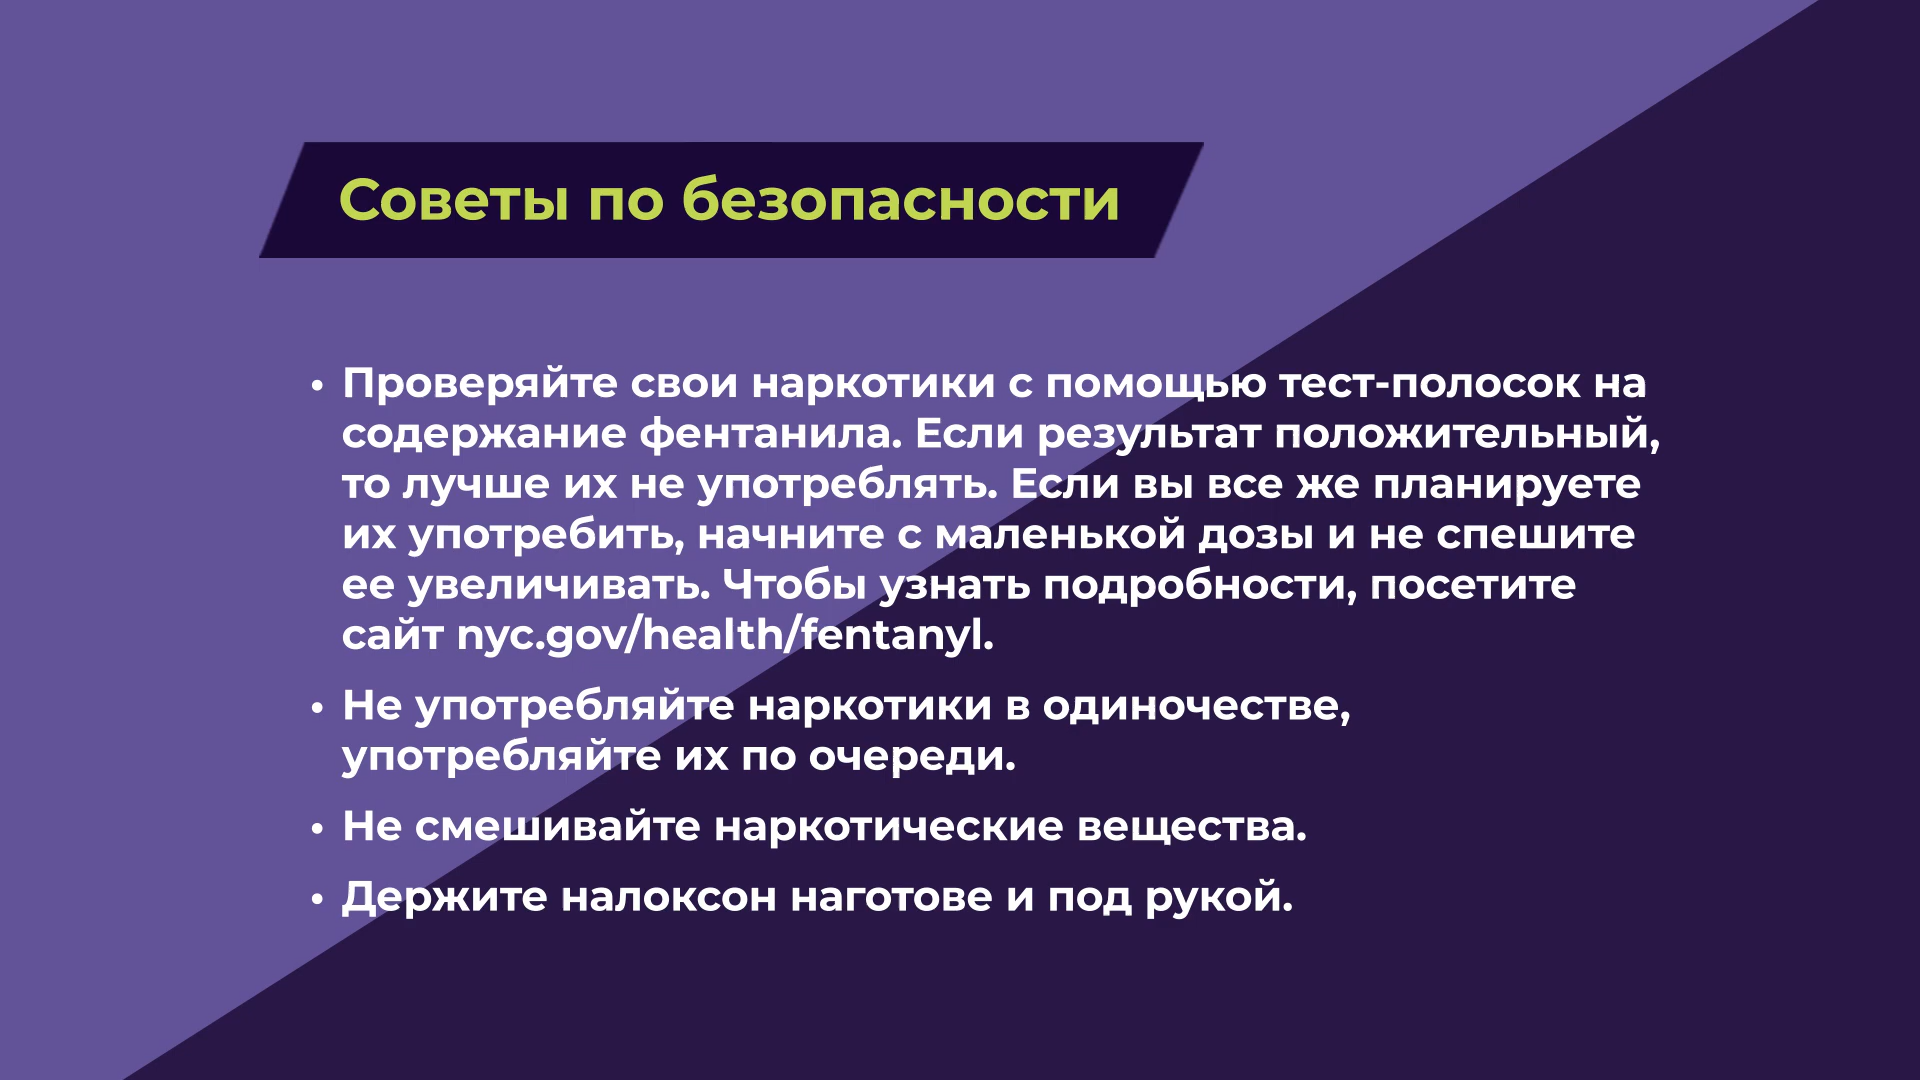 Советы по безопасности
• Проверяйте свои наркотики с помощью тест-полосок на
содержание фентанила. Если результат положительный,
то лучше их не употреблять. Если вы все же планируете
их употребить, начните с маленькой дозы и не спешите
ее увеличивать. Чтобы узнать подробности, посетите
сайт nyc.gov/health/fentanyl.
• Не употребляйте наркотики в одиночестве,
употребляйте их по очереди.
• Не смешивайте наркотические вещества.
• Держите налоксон наготове и под рукой.